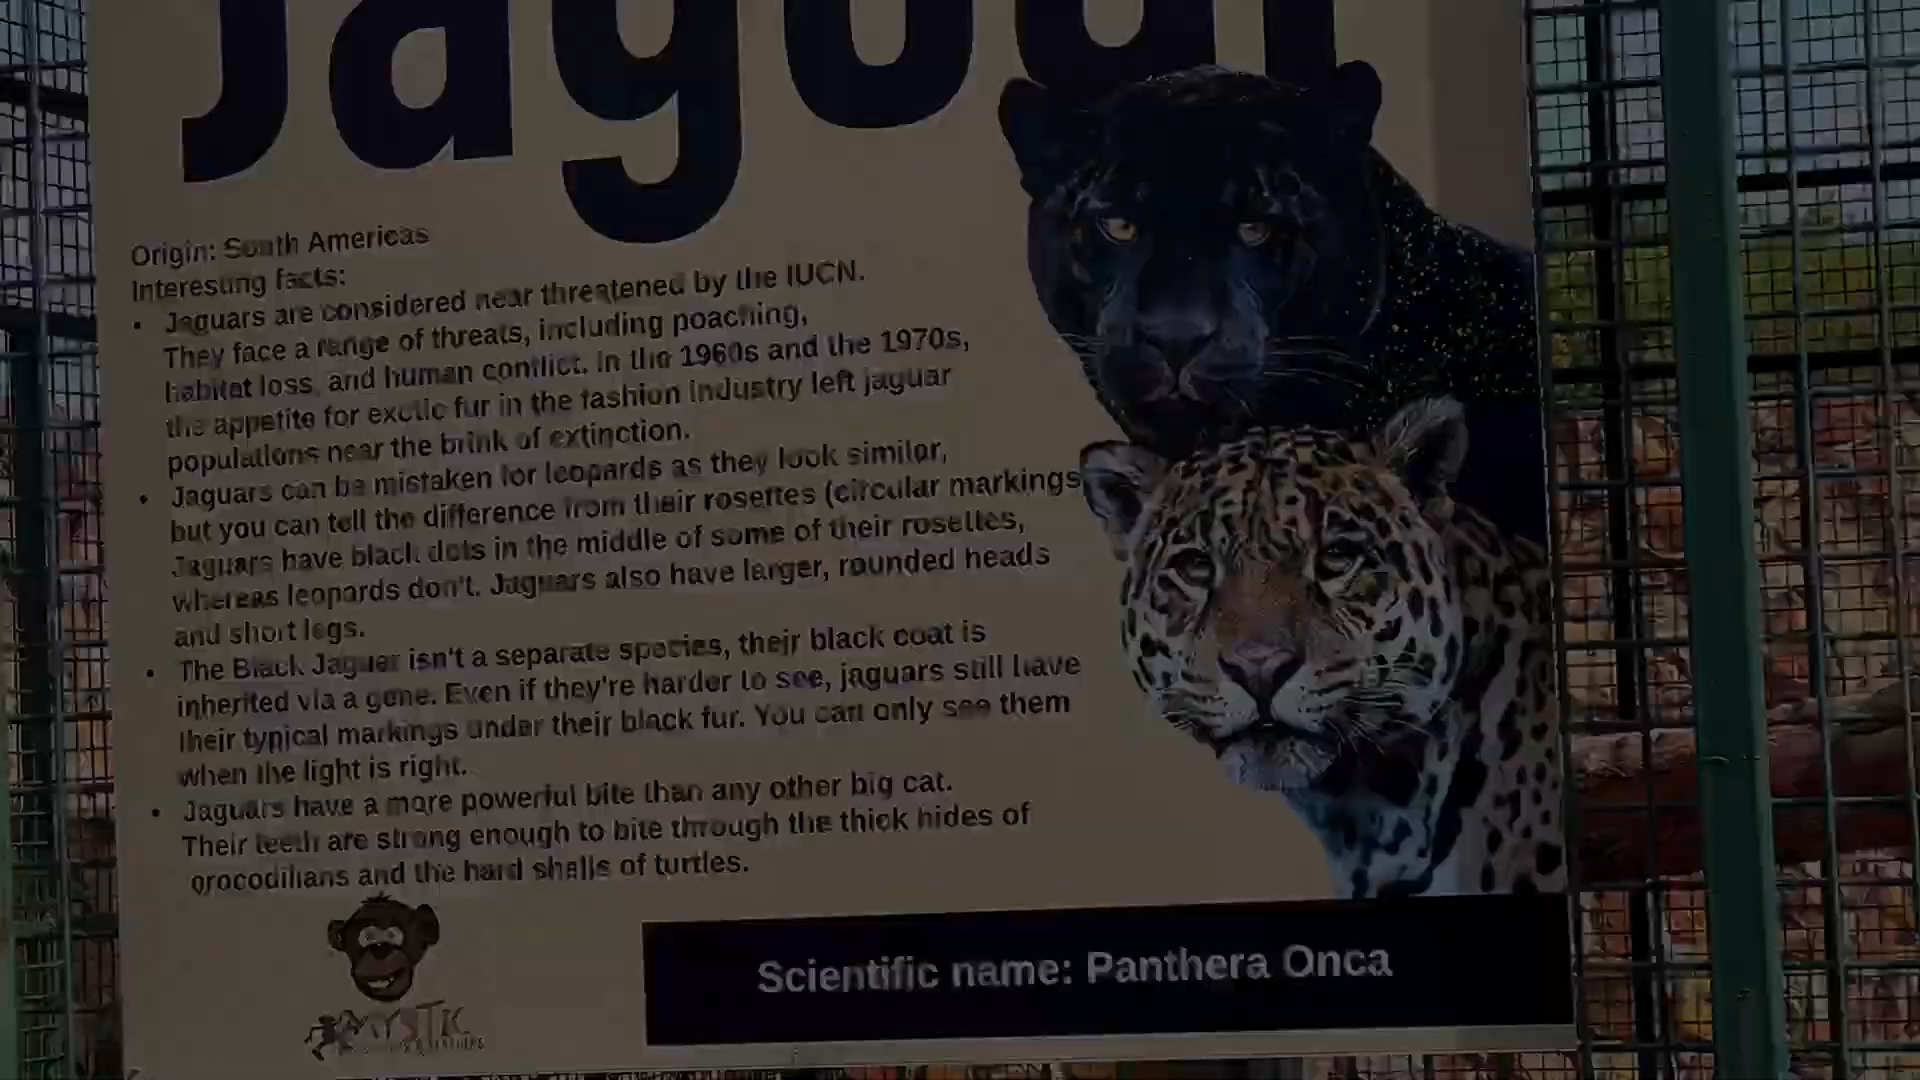 Jaguar
Origin: South Americas
Interesting facts:
• Jaguars are considered near threatened by the IUCN.
They face a range of threats, including poaching,
habitat loss, and human conflict. In the 1960s and the 1970s,
the appetite for exotic fur in the fashion industry left jaguar
populations near the brink of extinction.
• Jaguars can be mistaken for leopards as they look similar,
but you can tell the difference from their rosettes (circular markings
Jaguars have black dots in the middle of some of their rosettes,
whereas leopards don't. Jaguars also have larger, rounded heads
and short legs.
• The Black Jaguar isn't a separate species, their black coat is
inherited via a gene. Even if they're harder to see, jaguars still have
their typical markings under their black fur. You can only see them
when the light is right.
• Jaguars have a more powerful bite than any other big cat.
Their teeth are strong enough to bite through the thick hides of
crocodilians and the hard shells of turtles.
MYSTIC
Scientific name: Panthera Onca